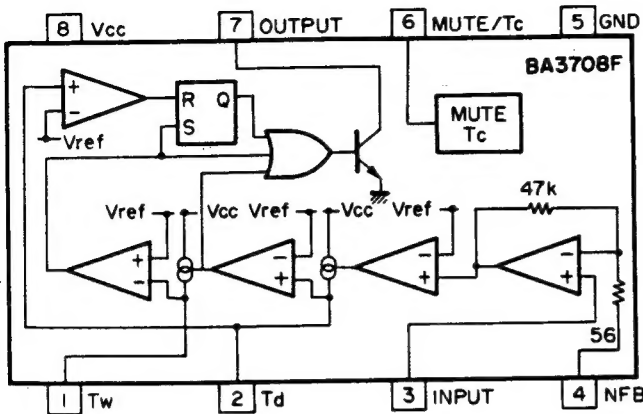 8 Vcc 7 OUTPUT 6 MUTE/Tc 5 GND
BA3708F
+
−
Vref
R Q
S
MUTE
Tc
47k
Vref Vcc Vref Vcc Vref
+
−
−
+
−
+
−
+
56
1 Tw 2 Td 3 INPUT 4 NFB